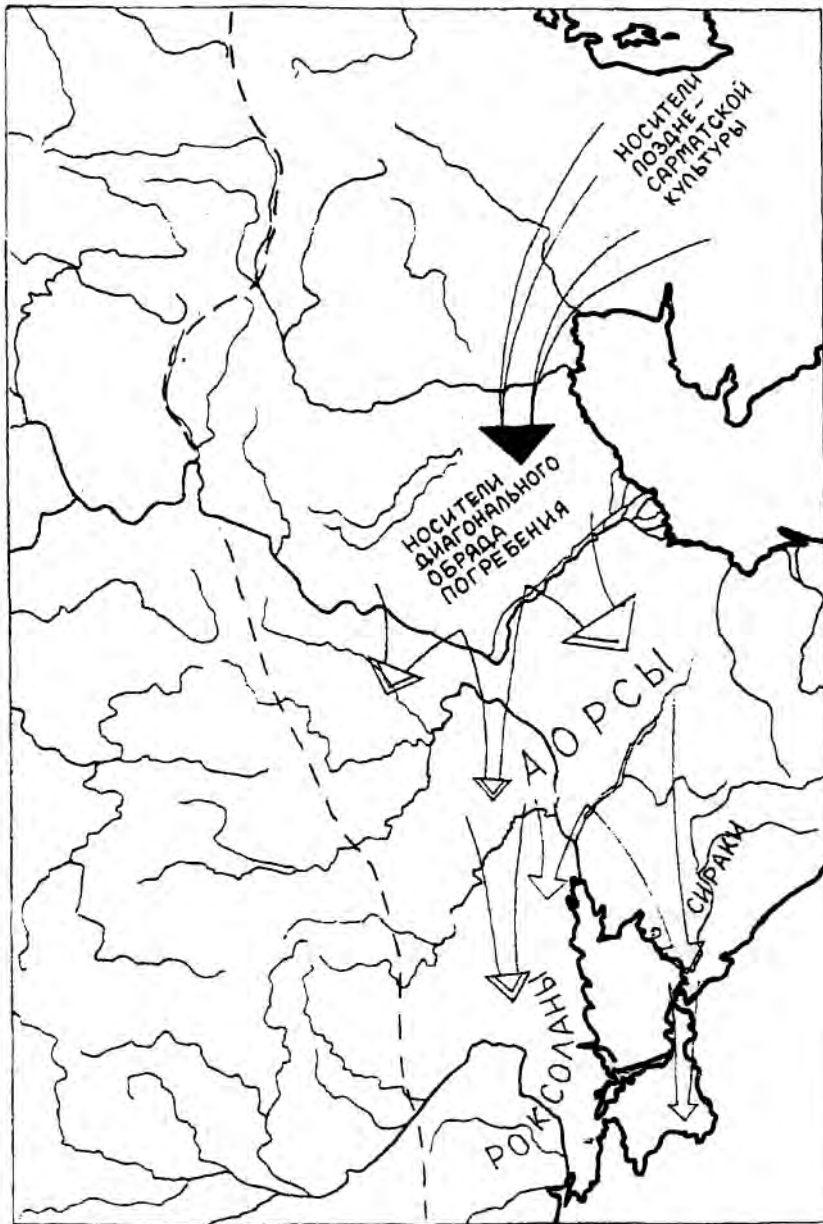 НОСИТЕЛИ
ПОЗДНЕ-
САРМАТСКОЙ
КУЛЬТУРЫ
НОСИТЕЛИ
ДИАГОНАЛЬНОГО
ОБРЯДА
ПОГРЕБЕНИЯ
АОРСЫ
СИРАКИ
РОКСОЛАНЫ